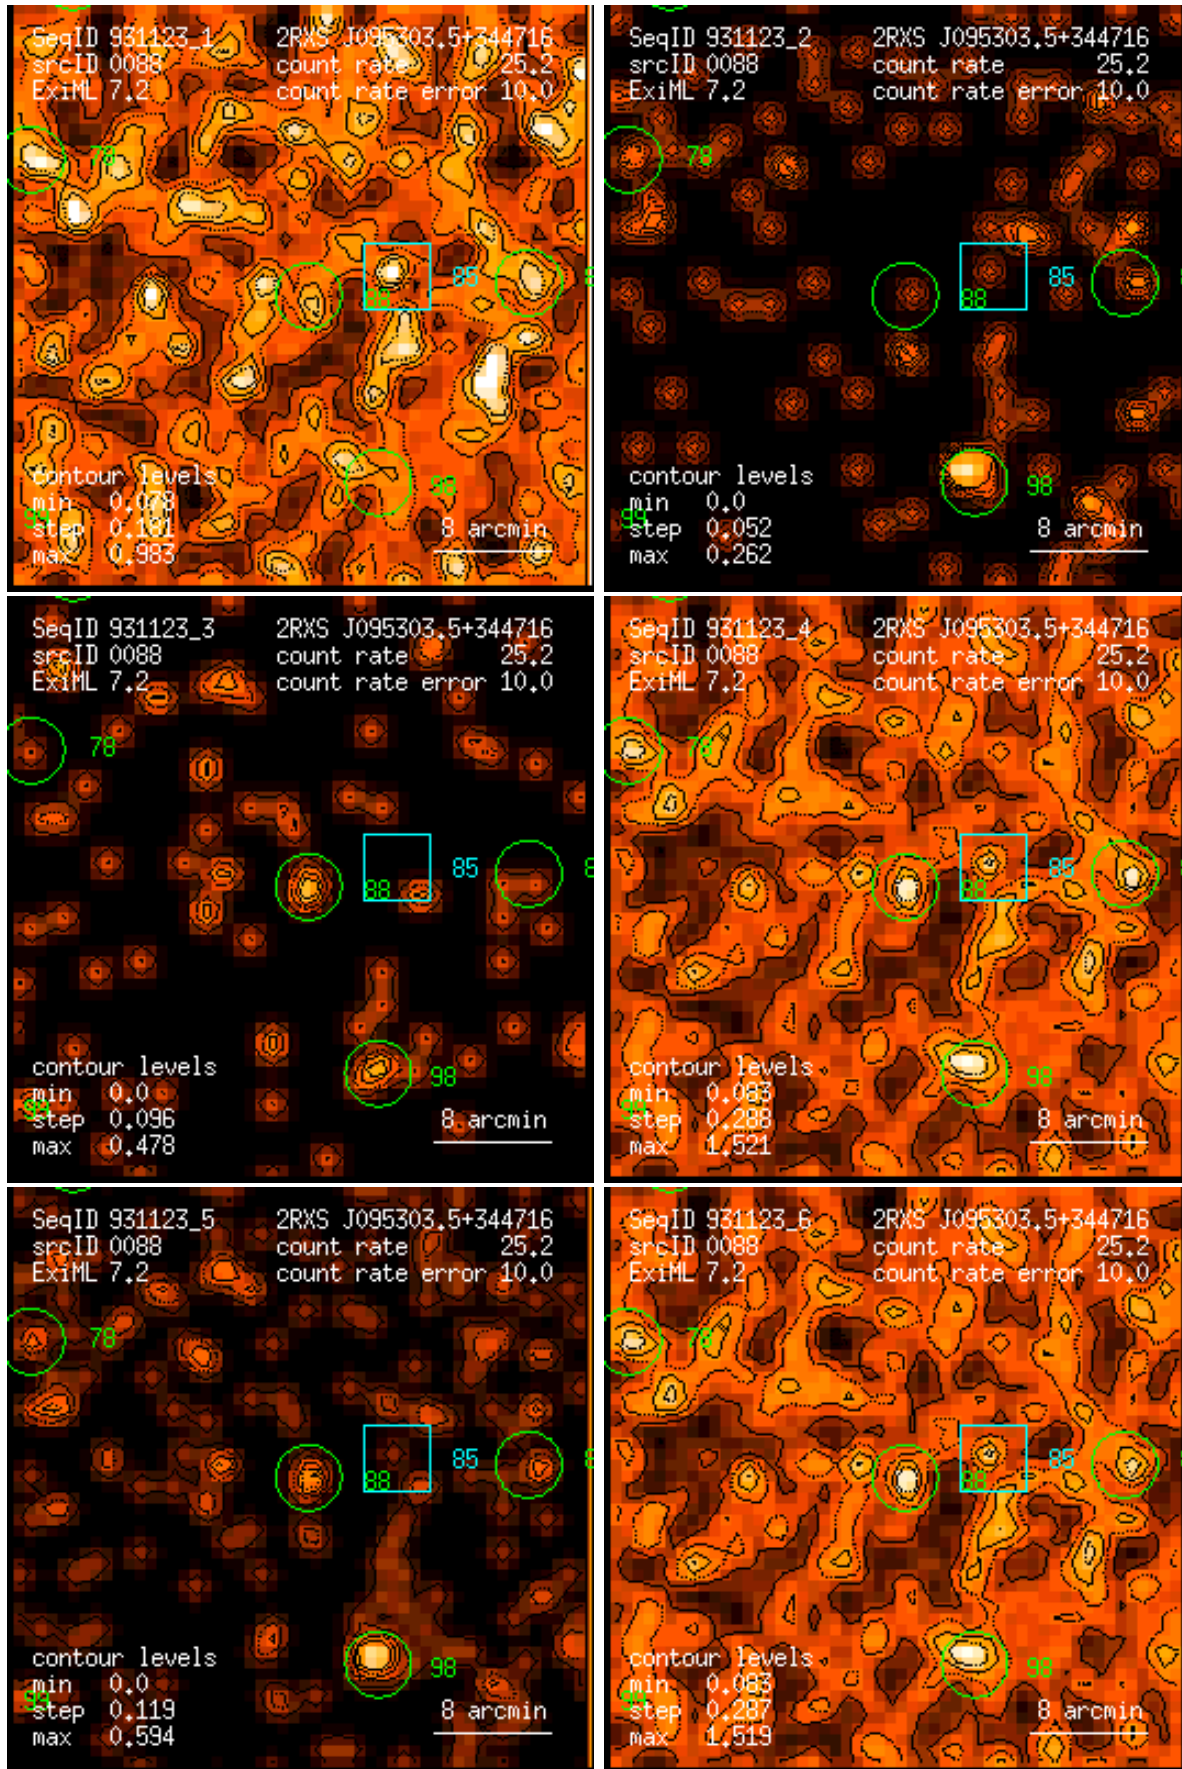 SeqID 931123_1 2RXS J095303.5+344716
srcID 0088 count rate 25.2
ExiML 7.2 count rate error 10.0
78
85 8
88
contour levels
98
min 0.078
99
step 0.181 8 arcmin
max 0.983
SeqID 931123_2 2RXS J095303.5+344716
srcID 0088 count rate 25.2
ExiML 7.2 count rate error 10.0
78
85
88
contour levels
98
min 0.0
99
step 0.052 8 arcmin
max 0.262
SeqID 931123_3 2RXS J095303.5+344716
srcID 0088 count rate 25.2
ExiML 7.2 count rate error 10.0
78
85 8
88
contour levels
98
min 0.0
99
step 0.096 8 arcmin
max 0.478
SeqID 931123_4 2RXS J095303.5+344716
srcID 0088 count rate 25.2
ExiML 7.2 count rate error 10.0
78
85
88
contour levels
98
min 0.083
99
step 0.288 8 arcmin
max 1.521
SeqID 931123_5 2RXS J095303.5+344716
srcID 0088 count rate 25.2
ExiML 7.2 count rate error 10.0
78
85 8
88
contour levels
98
min 0.0
99
step 0.119 8 arcmin
max 0.594
SeqID 931123_6 2RXS J095303.5+344716
srcID 0088 count rate 25.2
ExiML 7.2 count rate error 10.0
78
85
88
contour levels
98
min 0.083
99
step 0.287 8 arcmin
max 1.519